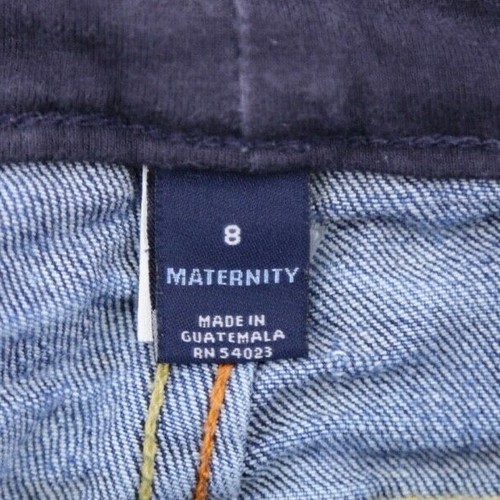 8
MATERNITY
MADE IN
GUATEMALA
RN 54023